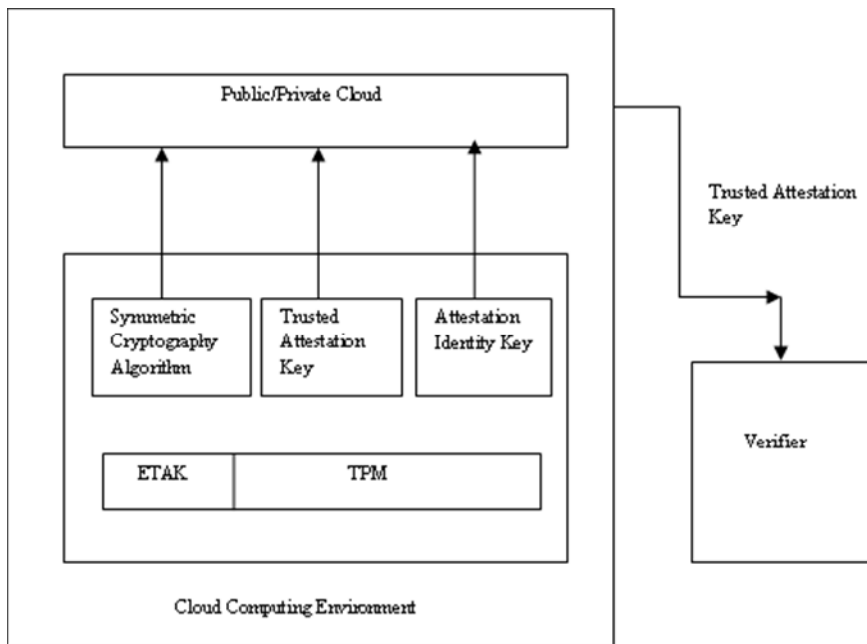 Public/Private Cloud
Trusted Attestation
Key
Symmetric
Cryptography
Algorithm
Trusted
Attestation
Key
Attestation
Identity Key
Verifier
ETAK
TPM
Cloud Computing Environment